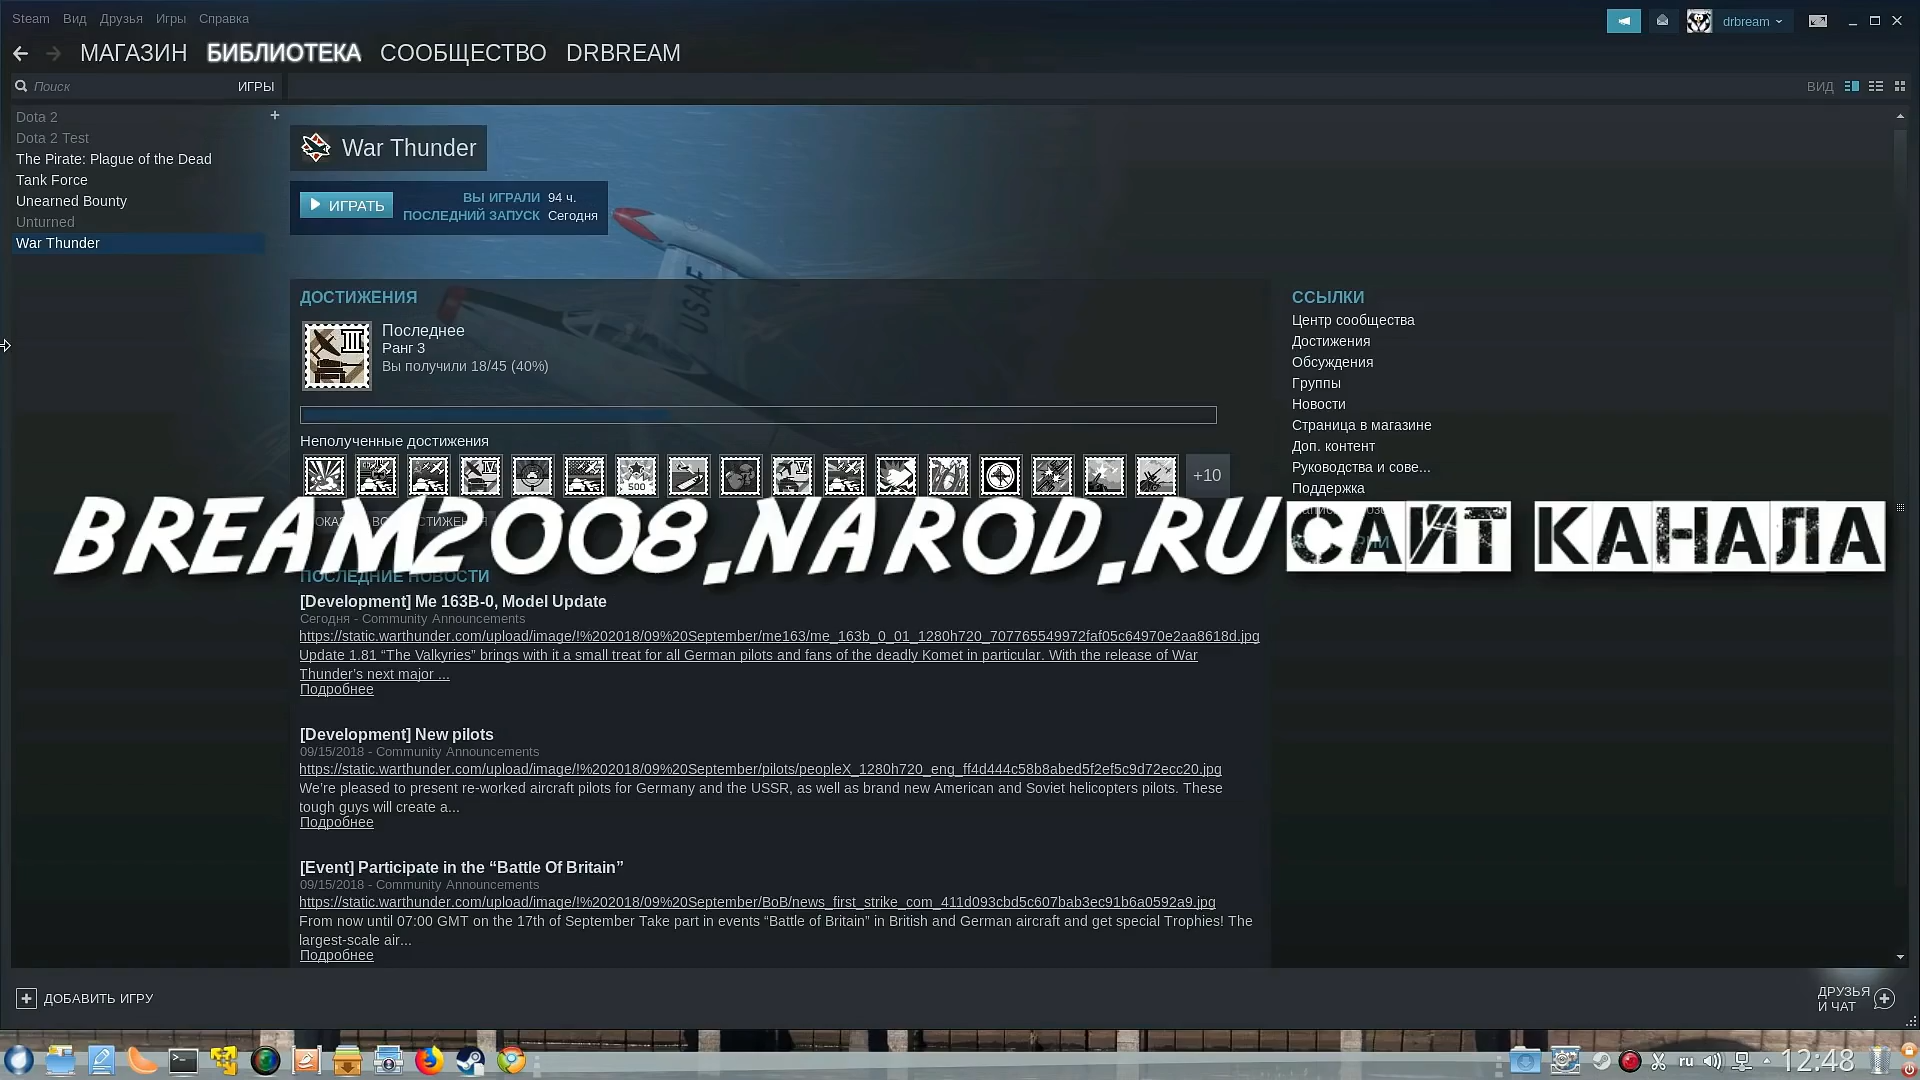 Steam Вид Друзья Игры Справка
drbream
МАГАЗИН БИБЛИОТЕКА СООБЩЕСТВО DRBREAM
Поиск
ИГРЫ
ВИД
Dota 2
Dota 2 Test
The Pirate: Plague of the Dead
Tank Force
Unearned Bounty
Unturned
War Thunder
War Thunder
ИГРАТЬ
ВЫ ИГРАЛИ 94 ч.
ПОСЛЕДНИЙ ЗАПУСК Сегодня
ДОСТИЖЕНИЯ
Последнее
Ранг 3
Вы получили 18/45 (40%)
Неполученные достижения
+10
ССЫЛКИ
Центр сообщества
Достижения
Обсуждения
Группы
Новости
Страница в магазине
Доп. контент
Руководства и сове...
Поддержка
BREAM2008.NAROD.RU САЙТ КАНАЛА
ПОСЛЕДНИЕ НОВОСТИ
[Development] Me 163B-0, Model Update
Сегодня - Community Announcements
https://static.warthunder.com/upload/image/!%202018/09%20September/me163/me_163b_0_01_1280h720_707765549972faf05c64970e2aa8618d.jpg
Update 1.81 “The Valkyries” brings with it a small treat for all German pilots and fans of the deadly Komet in particular. With the release of War
Thunder’s next major ...
Подробнее
[Development] New pilots
09/15/2018 - Community Announcements
https://static.warthunder.com/upload/image/!%202018/09%20September/pilots/peopleX_1280h720_eng_ff4d444c58b8abed5f2ef5c9d72ecc20.jpg
We’re pleased to present re-worked aircraft pilots for Germany and the USSR, as well as brand new American and Soviet helicopters pilots. These
tough guys will create a...
Подробнее
[Event] Participate in the “Battle Of Britain”
09/15/2018 - Community Announcements
https://static.warthunder.com/upload/image/!%202018/09%20September/BoB/news_first_strike_com_411d093cbd5c607bab3ec91b6a0592a9.jpg
From now until 07:00 GMT on the 17th of September Take part in events “Battle of Britain” in British and German aircraft and get special Trophies! The
largest-scale air...
Подробнее
ДОБАВИТЬ ИГРУ
ДРУЗЬЯ
И ЧАТ
ru
12:48